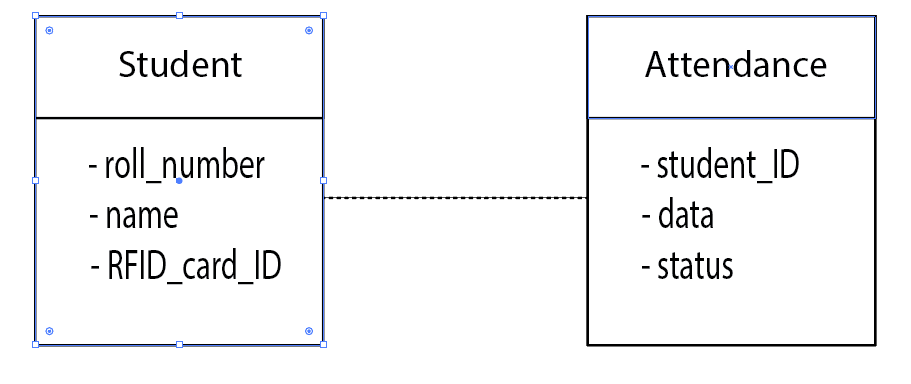 Student
- roll_number
- name
- RFID_card_ID
Attendance
- student_ID
- data
- status